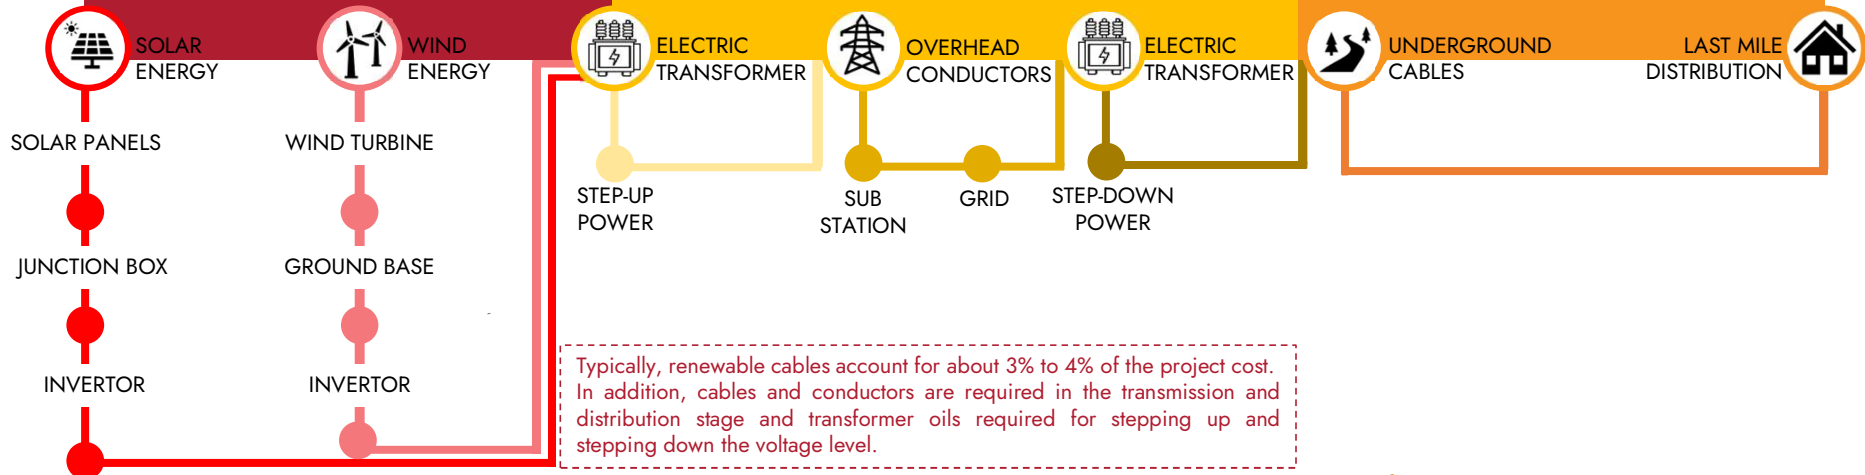 SOLAR
ENERGY
WIND
ENERGY
ELECTRIC
TRANSFORMER
OVERHEAD
CONDUCTORS
ELECTRIC
TRANSFORMER
UNDERGROUND
CABLES
LAST MILE
DISTRIBUTION
SOLAR PANELS
JUNCTION BOX
INVERTOR
WIND TURBINE
GROUND BASE
INVERTOR
STEP-UP
POWER
SUB
STATION
GRID
STEP-DOWN
POWER
Typically, renewable cables account for about 3% to 4% of the project cost.
In addition, cables and conductors are required in the transmission and
distribution stage and transformer oils required for stepping up and
stepping down the voltage level.